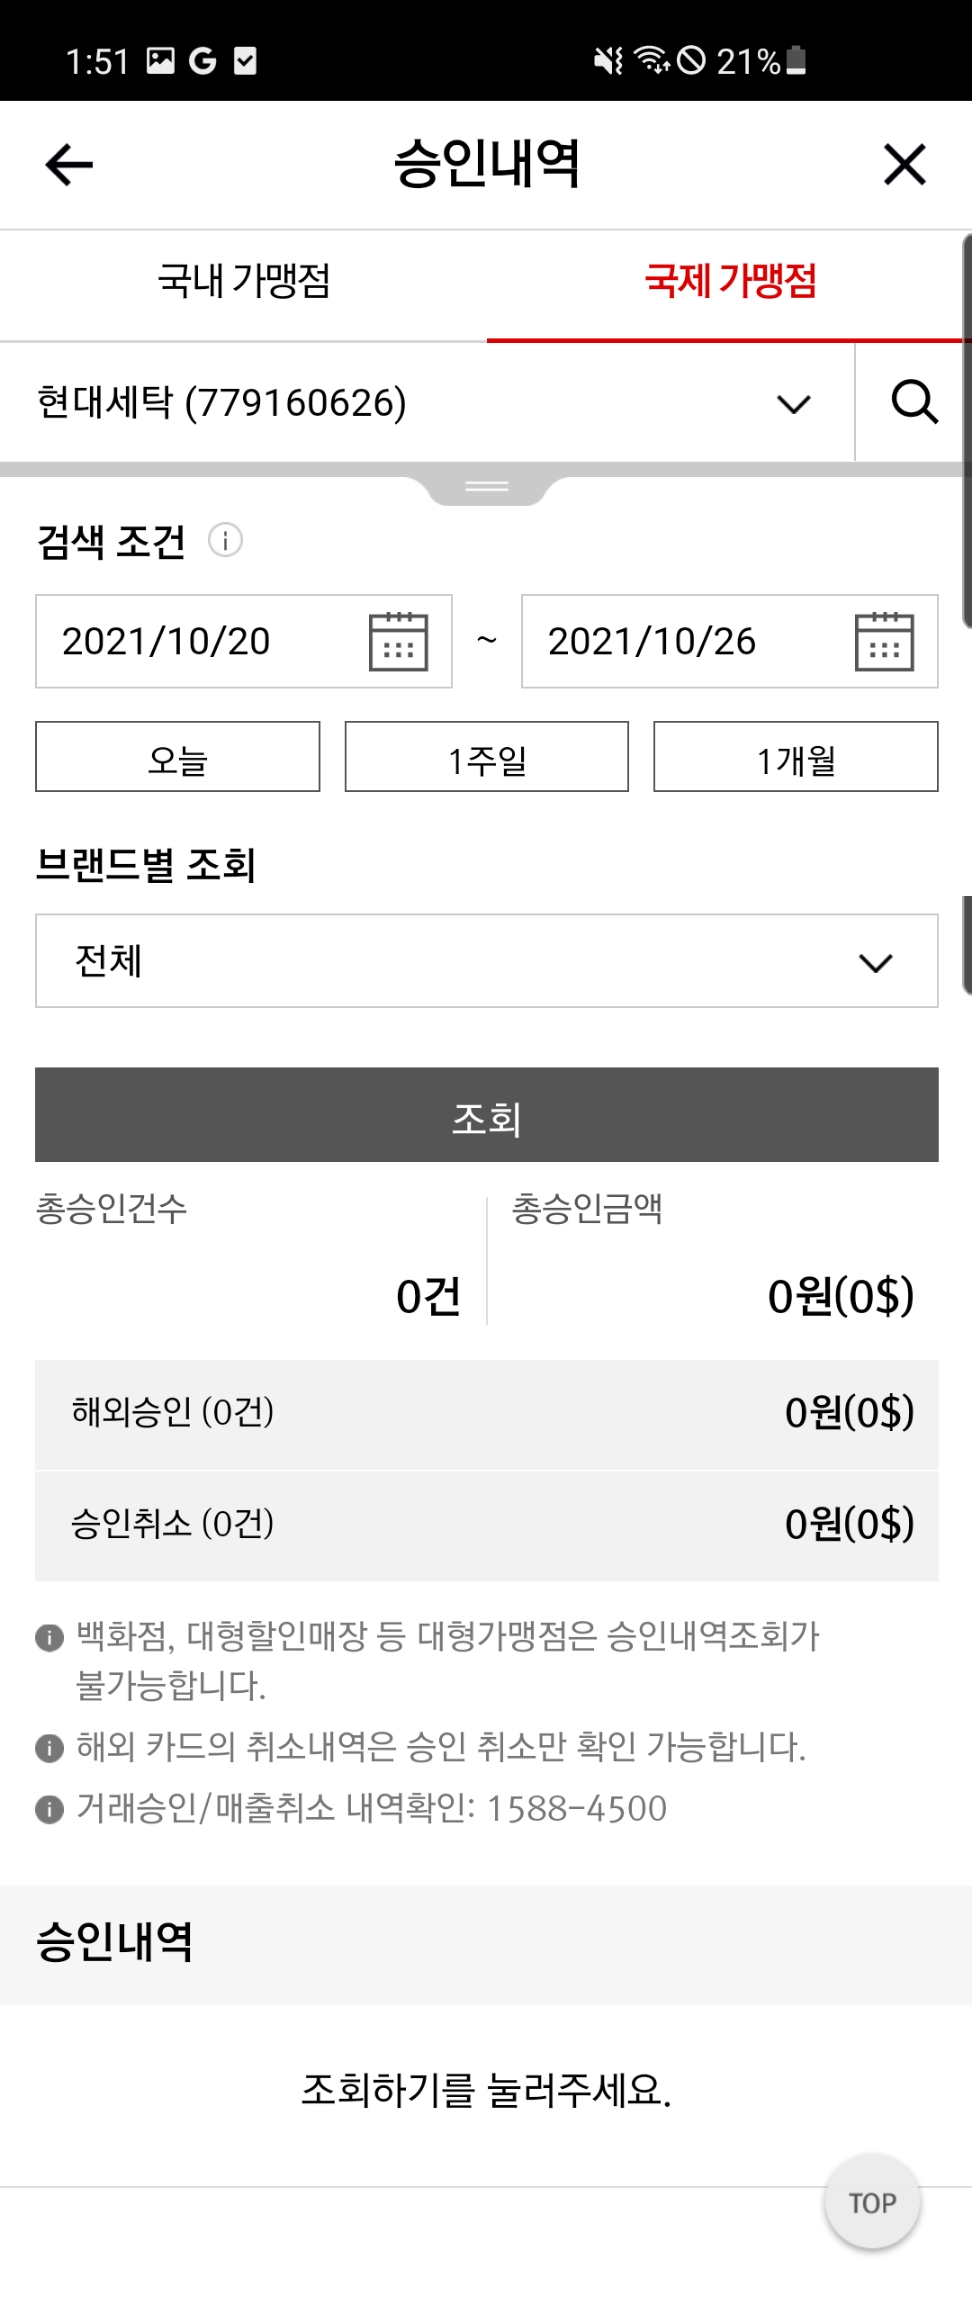 1:51 G 21%
승인내역
국내 가맹점 국제 가맹점
현대세탁 (779160626)
검색 조건
2021/10/20 ~ 2021/10/26
오늘 1주일 1개월
브랜드별 조회
전체
조회
총승인건수 총승인금액
0건 0원(0$)
해외승인 (0건) 0원(0$)
승인취소 (0건) 0원(0$)
백화점, 대형할인매장 등 대형가맹점은 승인내역조회가
불가능합니다.
해외 카드의 취소내역은 승인 취소만 확인 가능합니다.
거래승인/매출취소 내역확인: 1588-4500
승인내역
조회하기를 눌러주세요.
TOP